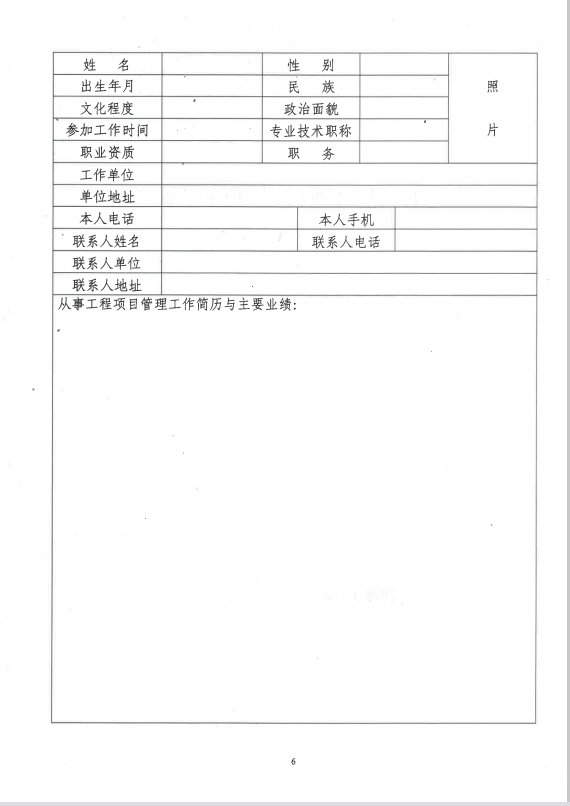 姓 名 性 别
出生年月 民 族 照
文化程度 政治面貌
参加工作时间 专业技术职称 片
职业资质 职 务
工作单位
单位地址
本人电话 本人手机
联系人姓名 联系人电话
联系人单位
联系人地址
从事工程项目管理工作简历与主要业绩:
6